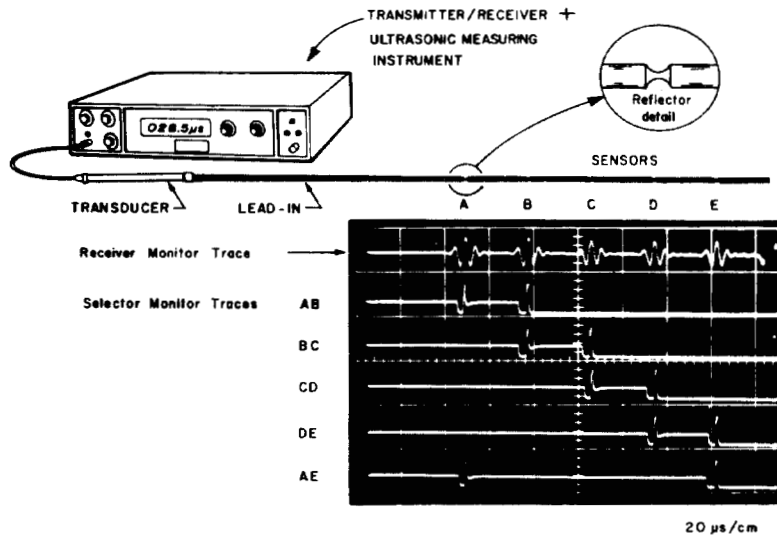 TRANSMITTER/RECEIVER +
ULTRASONIC MEASURING
INSTRUMENT
026.5μs
Reflector
detail
SENSORS
TRANSDUCER
LEAD-IN
A B C D E
Receiver Monitor Trace
Selector Monitor Traces AB
BC
CD
DE
AE
20 μs/cm